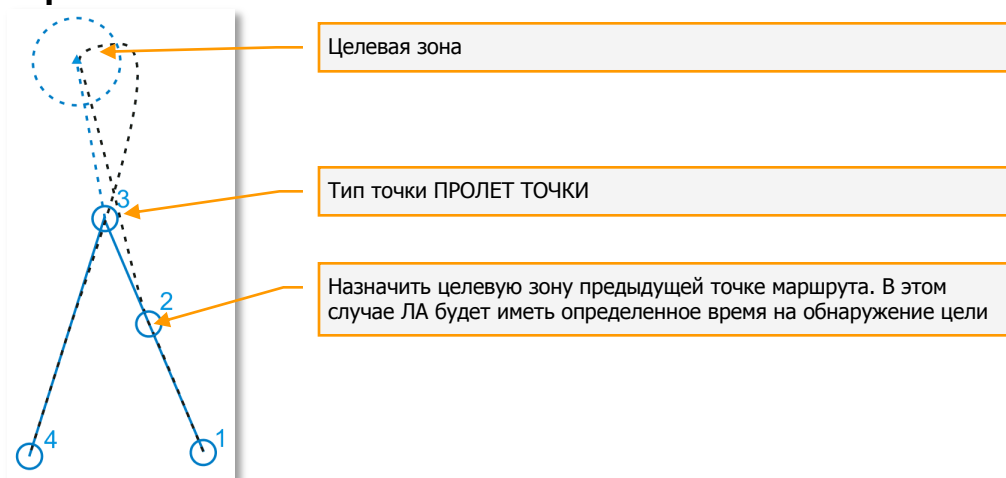 Целевая зона
3
Тип точки ПРОЛЕТ ТОЧКИ
2
Назначить целевую зону предыдущей точке маршрута. В этом
случае ЛА будет иметь определенное время на обнаружение цели
4
1